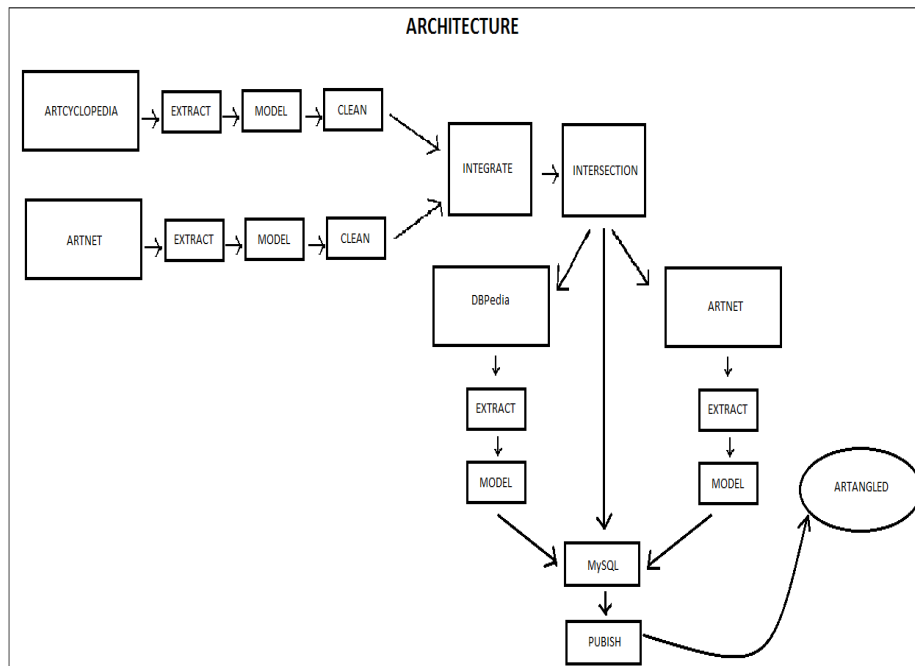 ARCHITECTURE
ARTCYCLOPEDIA
EXTRACT
MODEL
CLEAN
ARTNET
EXTRACT
MODEL
CLEAN
INTEGRATE
INTERSECTION
DBPedia
EXTRACT
MODEL
ARTNET
EXTRACT
MODEL
MySQL
PUBISH
ARTANGLED